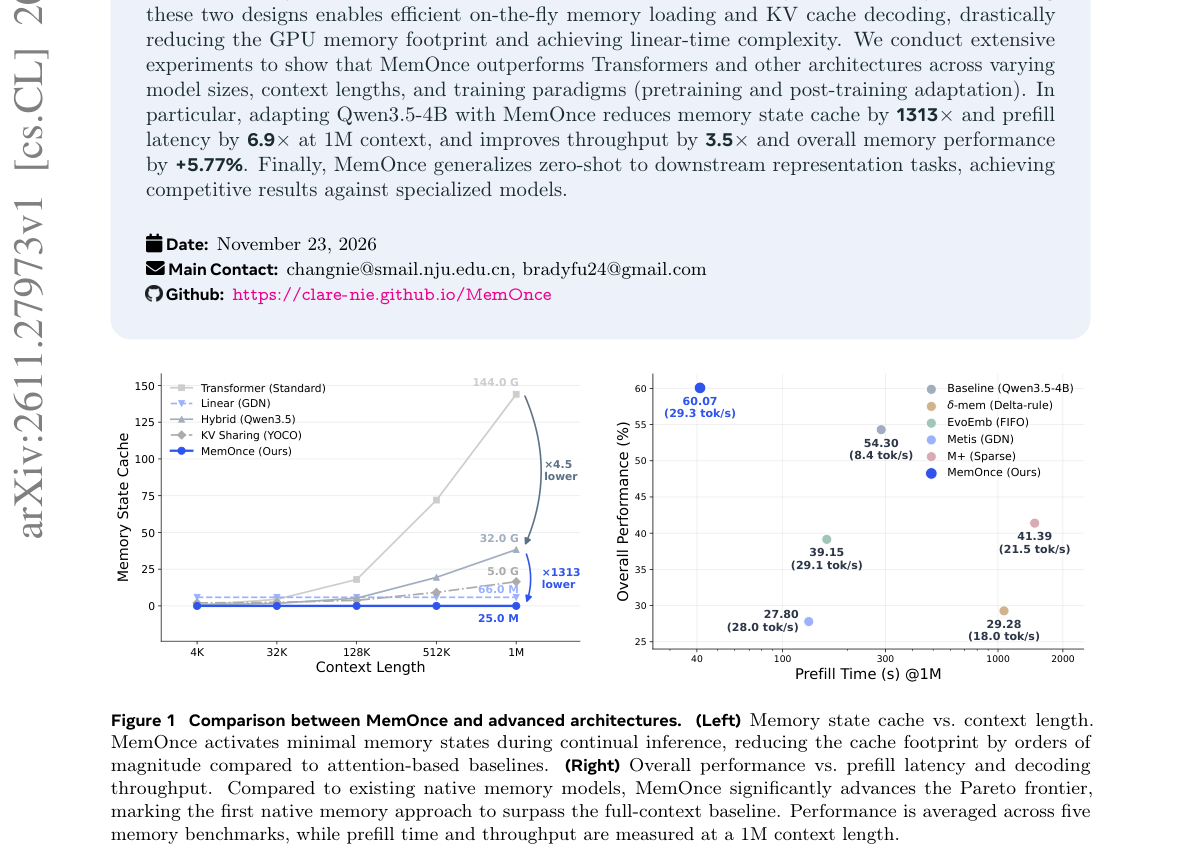 these two designs enables efficient on-the-fly memory loading and KV cache decoding, drastically
reducing the GPU memory footprint and achieving linear-time complexity. We conduct extensive
experiments to show that MemOnce outperforms Transformers and other architectures across varying
model sizes, context lengths, and training paradigms (pretraining and post-training adaptation). In
particular, adapting Qwen3.5-4B with MemOnce reduces memory state cache by 1313× and prefill
latency by 6.9× at 1M context, and improves throughput by 3.5× and overall memory performance
by +5.77%. Finally, MemOnce generalizes zero-shot to downstream representation tasks, achieving
competitive results against specialized models.
Date: November 23, 2026
Main Contact: changnie@smail.nju.edu.cn, bradyfu24@gmail.com
Github: https://clare-nie.github.io/MemOnce
arXiv:2611.27973v1 [cs.CL]
Memory State Cache
150
125
100
75
50
25
0
Transformer (Standard)
Linear (GDN)
Hybrid (Qwen3.5)
KV Sharing (YOCO)
MemOnce (Ours)
144.0 G
×4.5
lower
32.0 G
5.0 G
66.0 M
×1313
lower
25.0 M
4K 32K 128K 512K 1M
Context Length
Overall Performance (%)
60
55
50
45
40
35
30
25
60.07
(29.3 tok/s)
54.30
(8.4 tok/s)
Baseline (Qwen3.5-4B)
δ-mem (Delta-rule)
EvoEmb (FIFO)
Metis (GDN)
M+ (Sparse)
MemOnce (Ours)
39.15
(29.1 tok/s)
41.39
(21.5 tok/s)
27.80
(28.0 tok/s)
29.28
(18.0 tok/s)
40 100 300 1000 2000
Prefill Time (s) @1M
Figure 1 Comparison between MemOnce and advanced architectures. (Left) Memory state cache vs. context length.
MemOnce activates minimal memory states during continual inference, reducing the cache footprint by orders of
magnitude compared to attention-based baselines. (Right) Overall performance vs. prefill latency and decoding
throughput. Compared to existing native memory models, MemOnce significantly advances the Pareto frontier,
marking the first native memory approach to surpass the full-context baseline. Performance is averaged across five
memory benchmarks, while prefill time and throughput are measured at a 1M context length.